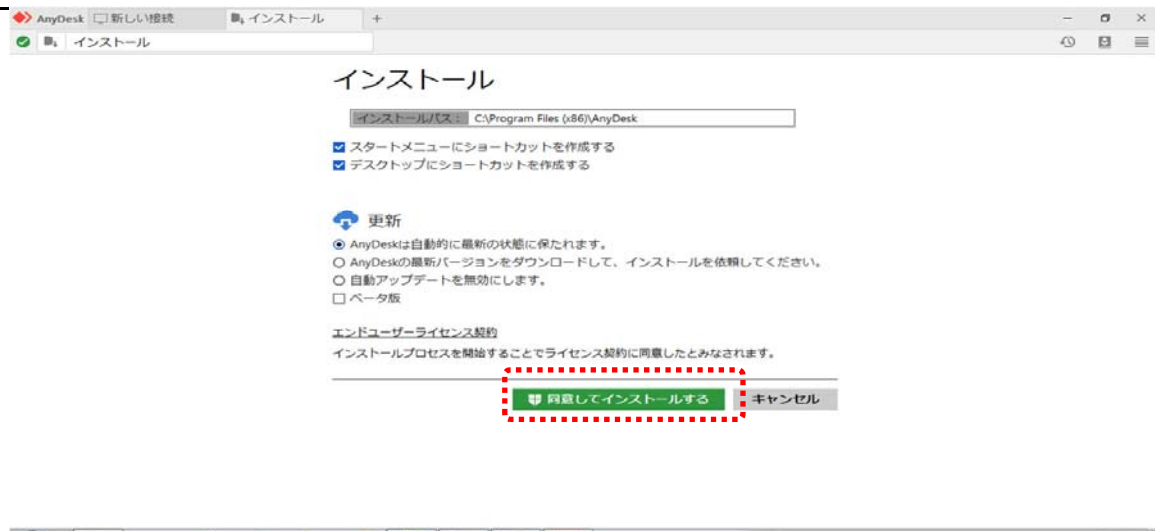 AnyDesk 新しい接続 インストール +
インストール
インストール
インストールパス： C:\Program Files (x86)\AnyDesk
スタートメニューにショートカットを作成する
デスクトップにショートカットを作成する
更新
AnyDeskは自動的に最新の状態に保たれます。
AnyDeskの最新バージョンをダウンロードして、インストールを依頼してください。
自動アップデートを無効にします。
ベータ版
エンドユーザーライセンス契約
インストールプロセスを開始することでライセンス契約に同意したとみなされます。
同意してインストールする キャンセル